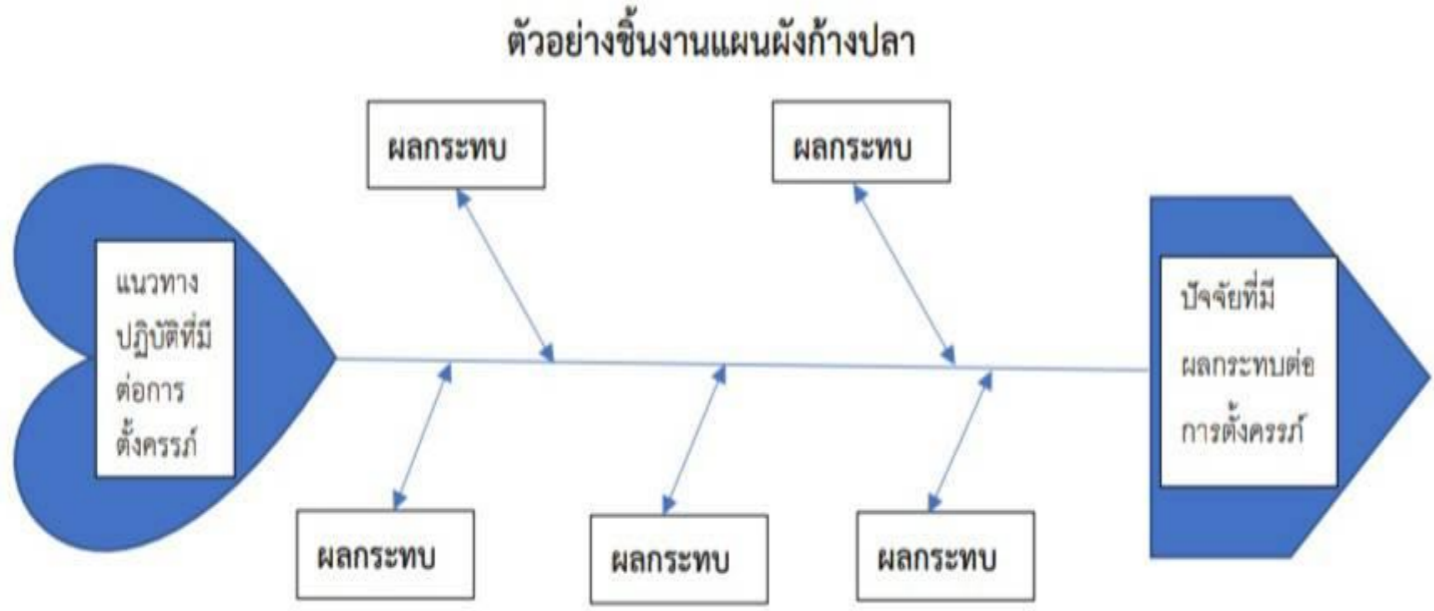 ตัวอย่างชิ้นงานแผนผังก้างปลา
ผลกระทบ
ผลกระทบ
แนวทาง
ปฏิบัติที่มี
ต่อการ
ตั้งครรภ์
ปัจจัยที่มี
ผลกระทบต่อ
การตั้งครรภ์
ผลกระทบ
ผลกระทบ
ผลกระทบ